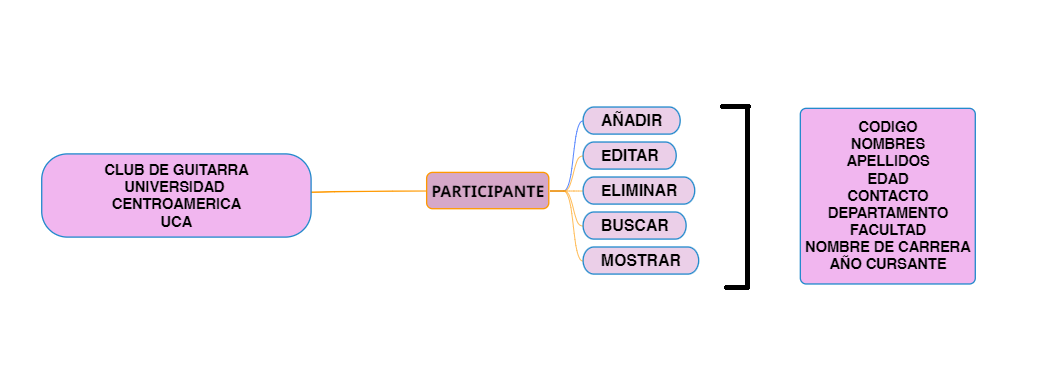 CLUB DE GUITARRA
UNIVERSIDAD
CENTROAMERICA
UCA
PARTICIPANTE
AÑADIR
EDITAR
ELIMINAR
BUSCAR
MOSTRAR
CODIGO
NOMBRES
APELLIDOS
EDAD
CONTACTO
DEPARTAMENTO
FACULTAD
NOMBRE DE CARRERA
AÑO CURSANTE